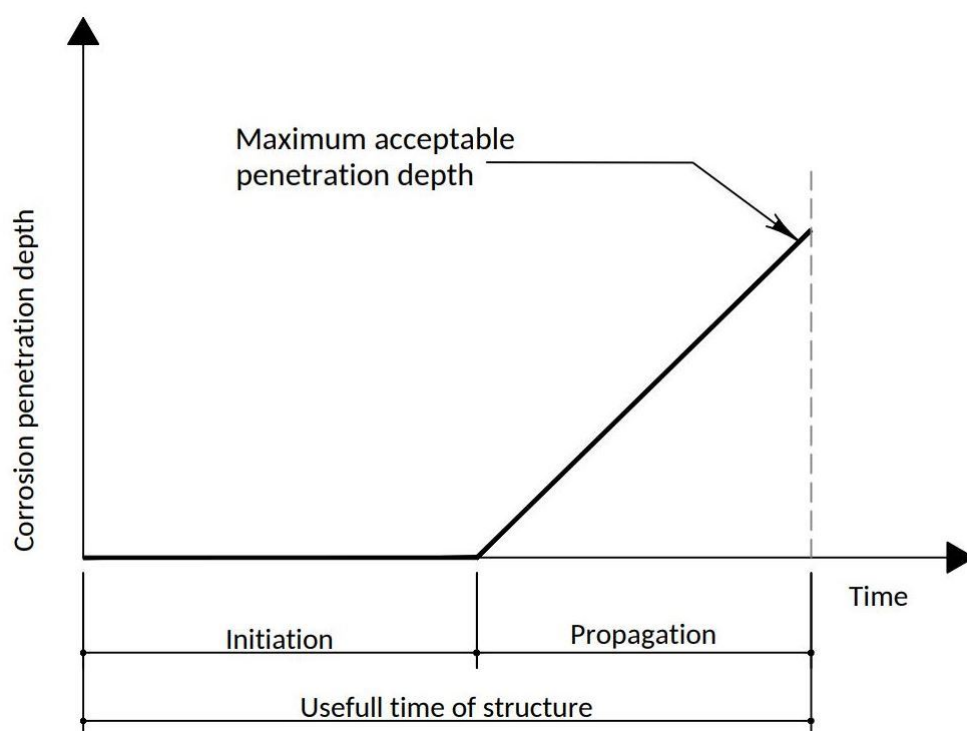 Maximum acceptable
penetration depth
Corrosion penetration depth
Time
Initiation
Propagation
Usefull time of structure